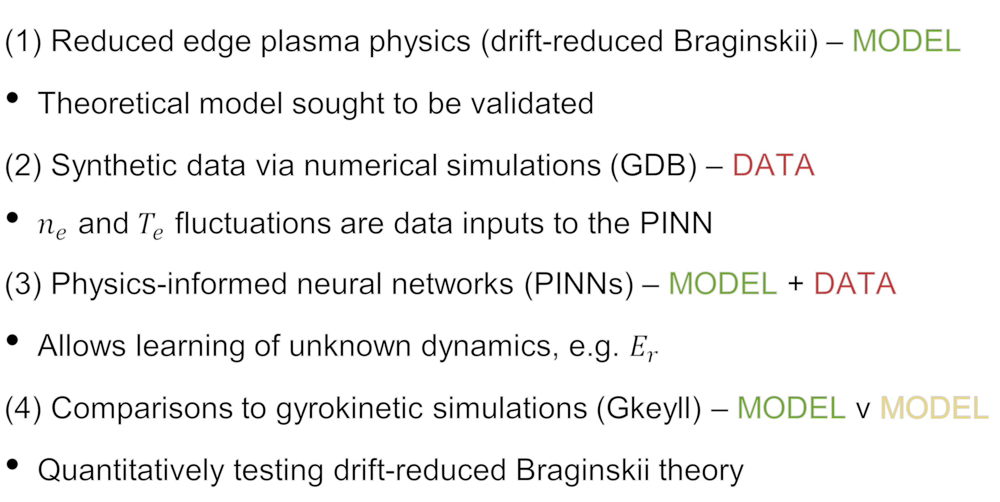 (1) Reduced edge plasma physics (drift-reduced Braginskii) – MODEL
• Theoretical model sought to be validated
(2) Synthetic data via numerical simulations (GDB) – DATA
• nₑ and Tₑ fluctuations are data inputs to the PINN
(3) Physics-informed neural networks (PINNs) – MODEL + DATA
• Allows learning of unknown dynamics, e.g. Eᵣ
(4) Comparisons to gyrokinetic simulations (Gkeyll) – MODEL v MODEL
• Quantitatively testing drift-reduced Braginskii theory